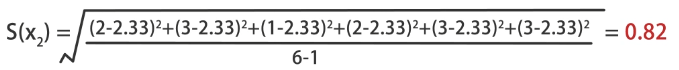 S(x₂) = √(2-2.33)²+(3-2.33)²+(1-2.33)²+(2-2.33)²+(3-2.33)²+(3-2.33)² = 0.82
6-1